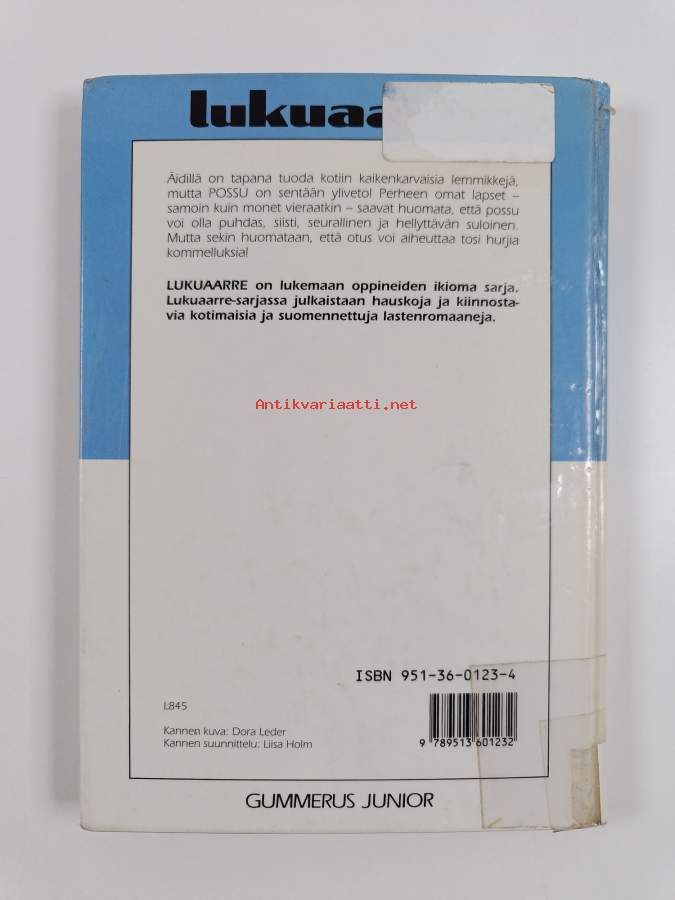 lukuaa
Äidillä on tapana tuoda kotiin kaikenkarvaisia lemmikkejä,
mutta POSSU on sentään yliveto! Perheen omat lapset –
samoin kuin monet vieraatkin – saavat huomata, että possu
voi olla puhdas, siisti, seurallinen ja hellyttävän suloinen.
Mutta sekin huomataan, että otus voi aiheuttaa tosi hurjia
kommelluksia!
LUKUAARRE on lukemaan oppineiden ikioma sarja.
Lukuaarre-sarjassa julkaistaan hauskoja ja kiinnosta-
via kotimaisia ja suomennettuja lastenromaaneja.
Antikvariaatti.net
ISBN 951-36-0123-4
L845
Kannen kuva: Dora Leder
Kannen suunnittelu: Liisa Holm
9 789513 601232
GUMMERUS JUNIOR